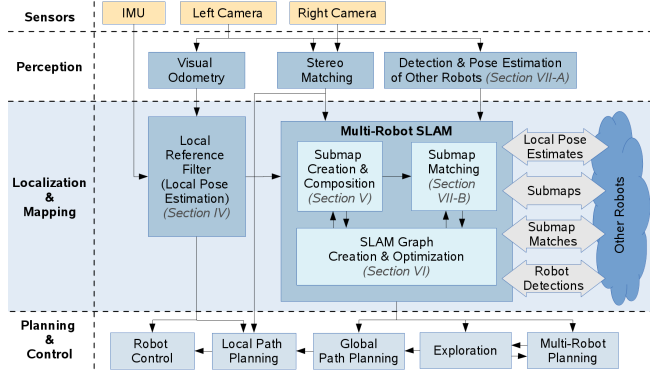 Sensors
IMU
Left Camera
Right Camera
Perception
Visual
Odometry
Stereo
Matching
Detection & Pose Estimation
of Other Robots (Section VII-A)
Localization
&
Mapping
Local
Reference
Filter
(Local Pose
Estimation)
(Section IV)
Multi-Robot SLAM
Submap
Creation &
Composition
(Section V)
Submap
Matching
(Section
VII-B)
SLAM Graph
Creation & Optimization
(Section VI)
Local Pose
Estimates
Submaps
Submap
Matches
Robot
Detections
Other Robots
Planning
&
Control
Robot
Control
Local Path
Planning
Global
Path Planning
Exploration
Multi-Robot
Planning